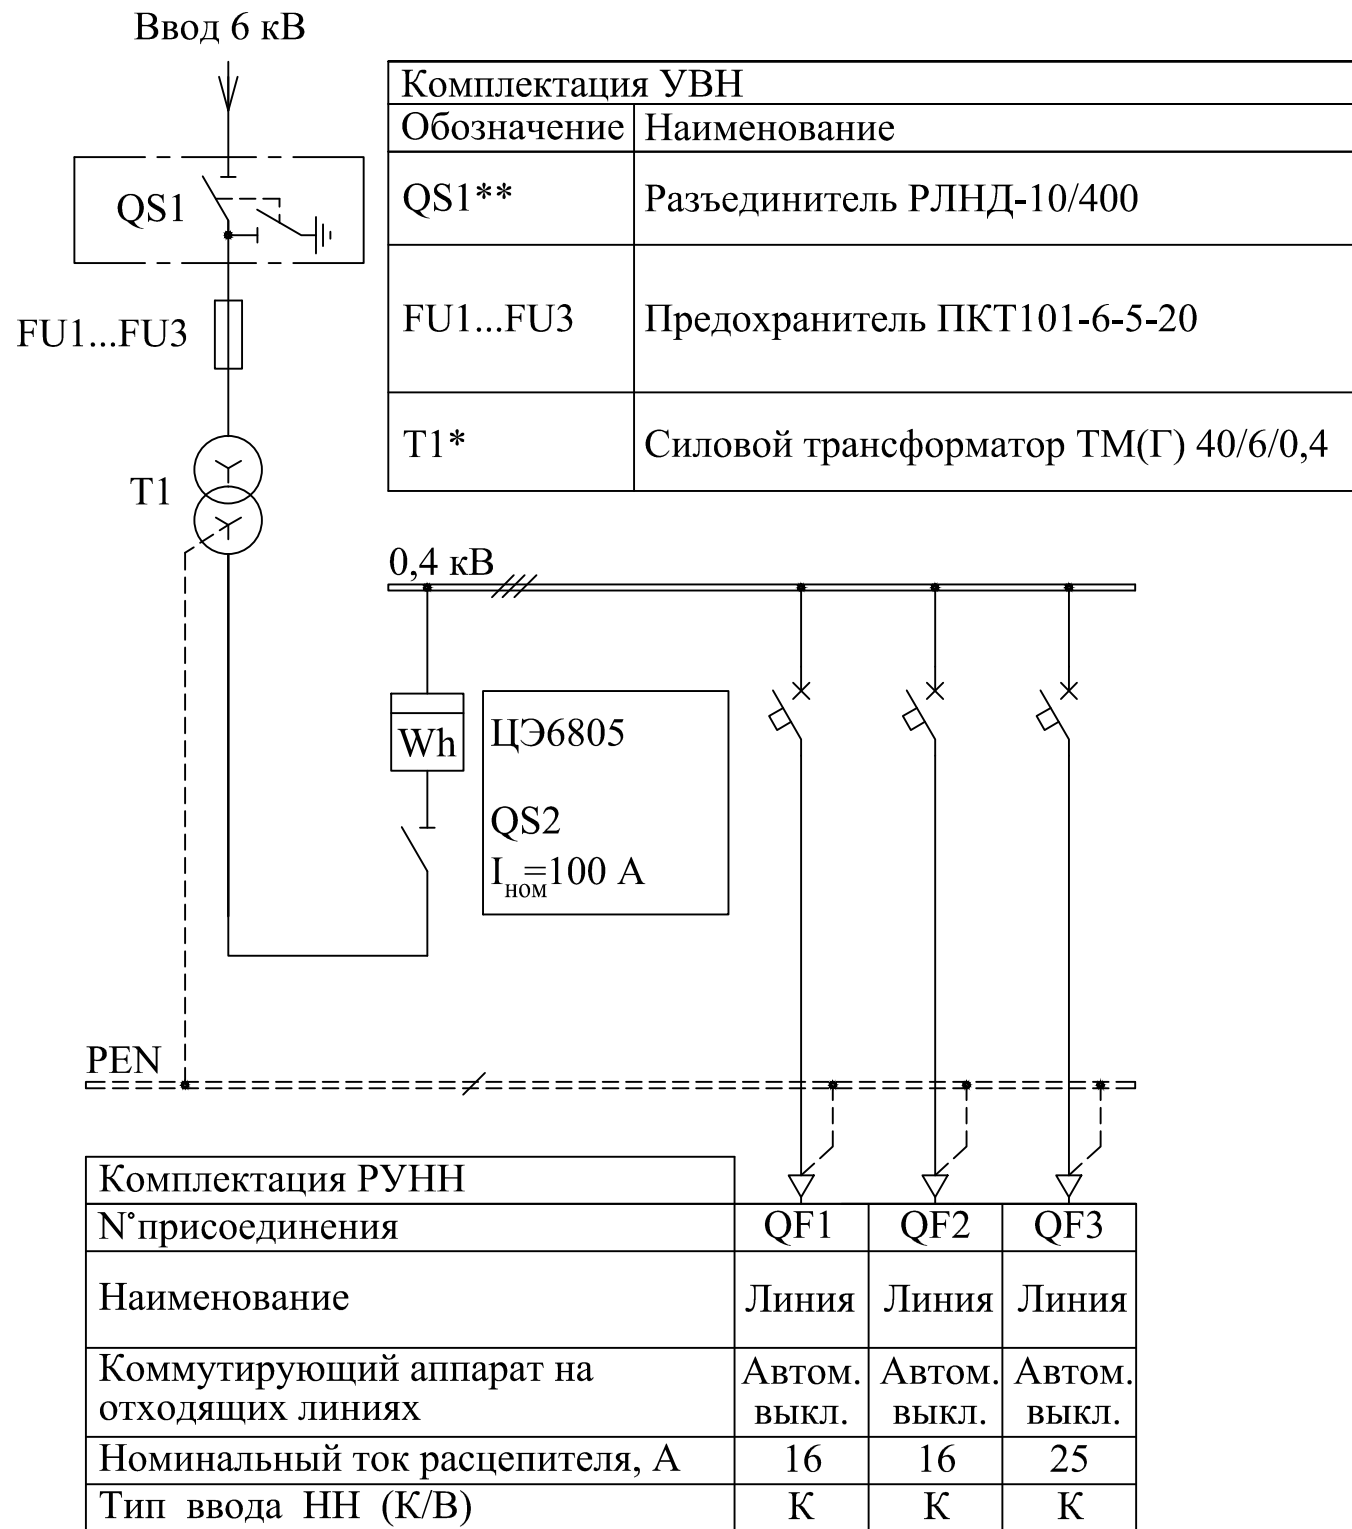 Ввод 6 кВ
Комплектация УВН
Обозначение Наименование
QS1** Разъединитель РЛНД-10/400
QS1
FU1...FU3 Предохранитель ПКТ101-6-5-20
FU1...FU3
T1* Силовой трансформатор ТМ(Г) 40/6/0,4
T1
0,4 кВ
Wh
ЦЭ6805
QS2
Iном=100 А
PEN
Комплектация РУНН
N°присоединения QF1 QF2 QF3
Наименование Линия Линия Линия
Коммутирующий аппарат на Автом. Автом. Автом.
отходящих линиях выкл. выкл. выкл.
Номинальный ток расцепителя, А 16 16 25
Тип ввода НН (К/В) К К К